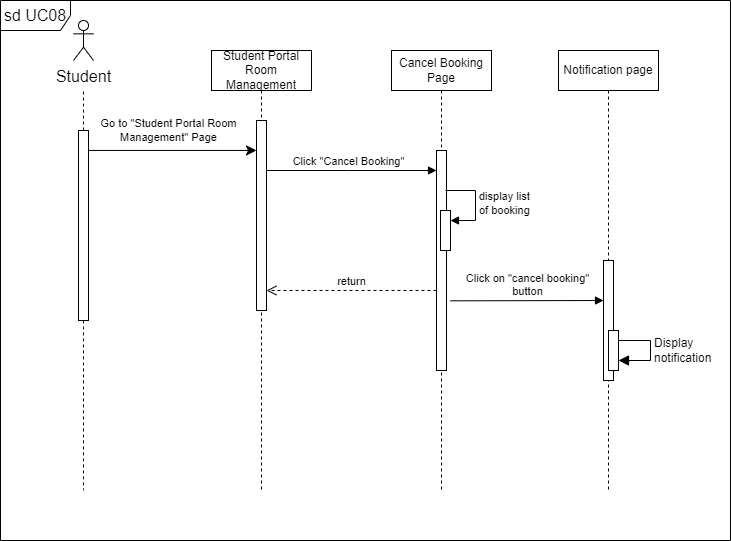 sd UC08
Student
Student Portal
Room
Management
Cancel Booking
Page
Notification page
Go to "Student Portal Room
Management" Page
Click "Cancel Booking"
display list
of booking
return
Click on "cancel booking"
button
Display
notification